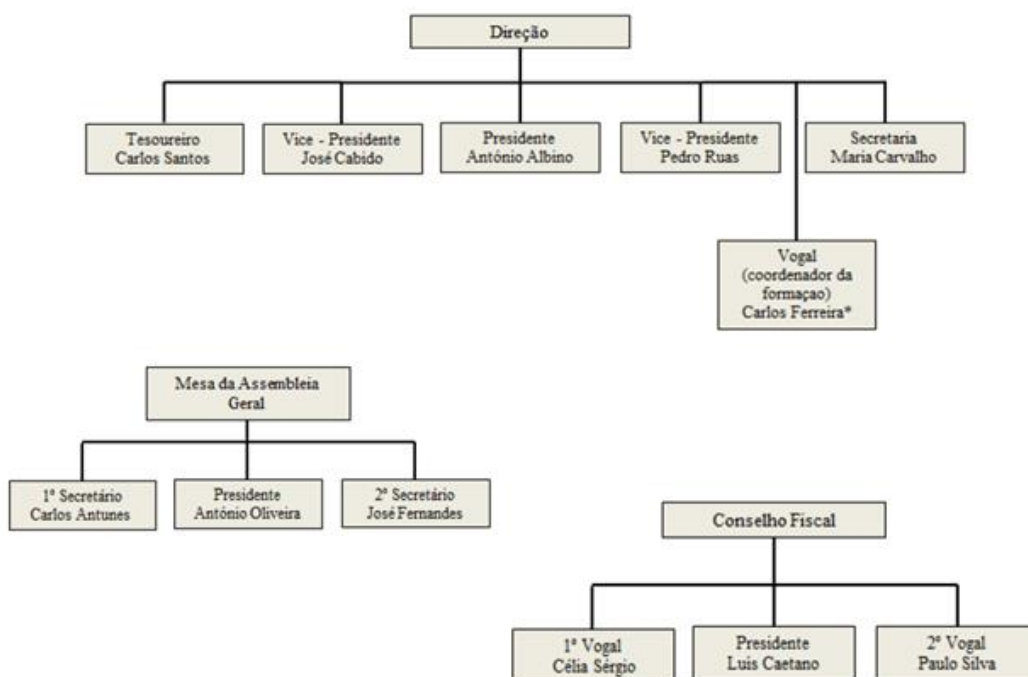 Direção
Tesoureiro
Carlos Santos
Vice - Presidente
José Cabido
Presidente
António Albino
Vice - Presidente
Pedro Ruas
Secretaria
Maria Carvalho
Vogal
(coordenador da
formaçao)
Carlos Ferreira*
Mesa da Assembleia
Geral
1º Secretário
Carlos Antunes
Presidente
António Oliveira
2º Secretário
José Fernandes
Conselho Fiscal
1º Vogal
Célia Sérgio
Presidente
Luis Caetano
2º Vogal
Paulo Silva